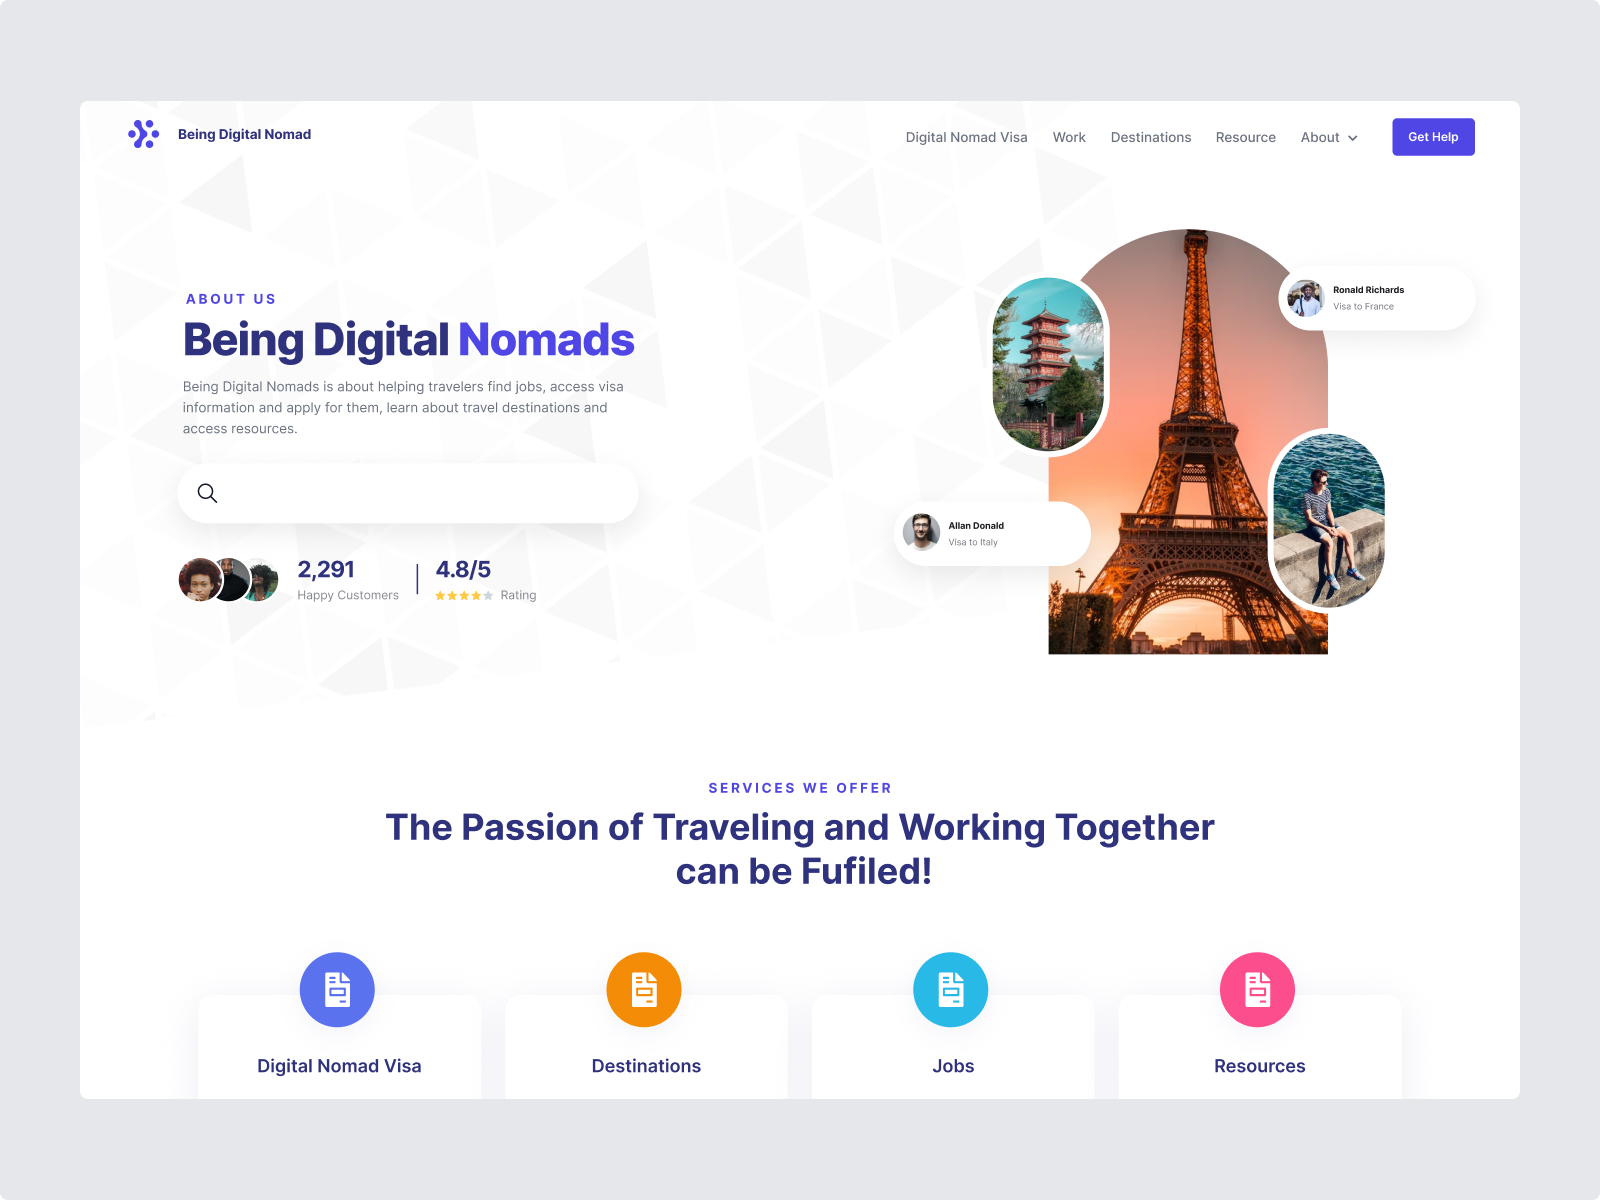 Being Digital Nomad
Digital Nomad Visa
Work
Destinations
Resource
About
Get Help
ABOUT US
Being Digital Nomads
Being Digital Nomads is about helping travelers find jobs, access visa
information and apply for them, learn about travel destinations and
access resources.
2,291
Happy Customers
4.8/5
Rating
Ronald Richards
Visa to France
Allan Donald
Visa to Italy
SERVICES WE OFFER
The Passion of Traveling and Working Together
can be Fufiled!
Digital Nomad Visa
Destinations
Jobs
Resources